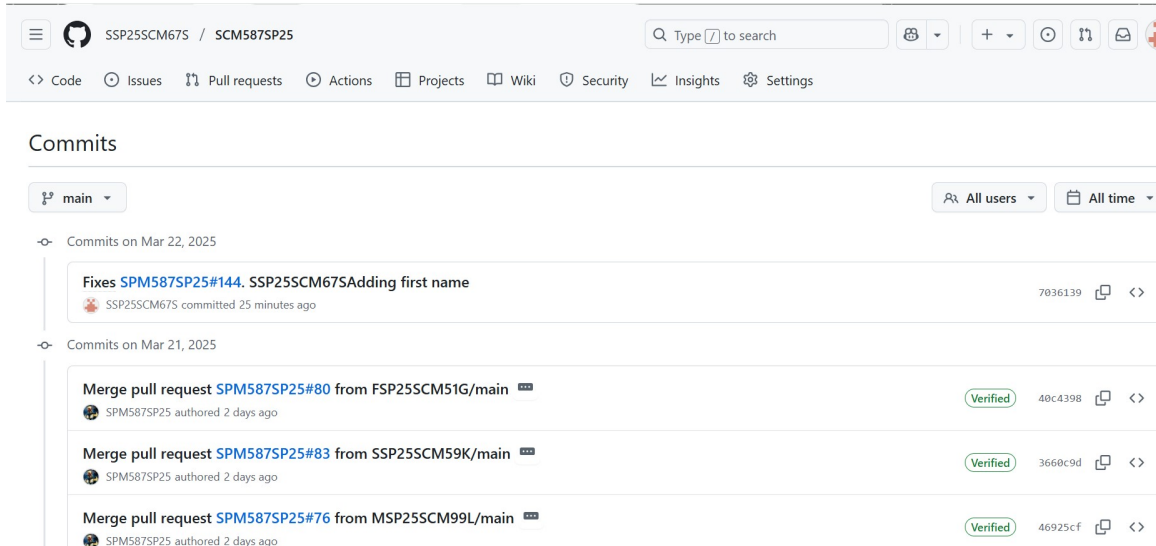 SSP25SCM67S / SCM587SP25
Type / to search
Code
Issues
Pull requests
Actions
Projects
Wiki
Security
Insights
Settings
Commits
main
All users
All time
Commits on Mar 22, 2025
Fixes SPM587SP25#144. SSP25SCM67SAdding first name
7036139
SSP25SCM67S committed 25 minutes ago
Commits on Mar 21, 2025
Merge pull request SPM587SP25#80 from FSP25SCM51G/main
Verified
40c4398
SPM587SP25 authored 2 days ago
Merge pull request SPM587SP25#83 from SSP25SCM59K/main
Verified
3660c9d
SPM587SP25 authored 2 days ago
Merge pull request SPM587SP25#76 from MSP25SCM99L/main
Verified
46925cf
SPM587SP25 authored 2 days ago